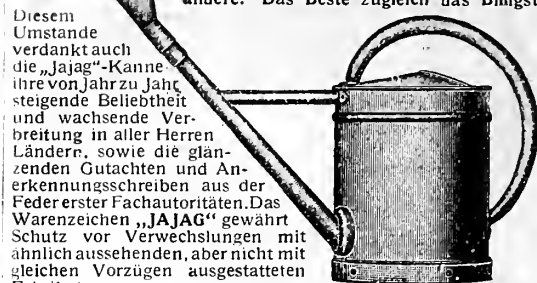 andere. Das Beste zugleich das Billigst
Diesem
Umstande
verdankt auch
die „Jajag“-Kanne
ihre von Jahr zu Jahr
steigende Beliebtheit
und wachsende Ver-
breitung in aller Herren
Ländern, sowie die glän-
zenden Gutachten und An-
erkennungsschreiben aus der
Feder erster Fachautoritäten. Das
Warenzeichen „JAJAG“ gewährt
Schutz vor Verwechslungen mit
ähnlich aussehenden, aber nicht mit
gleichen Vorzügen ausgestatteten